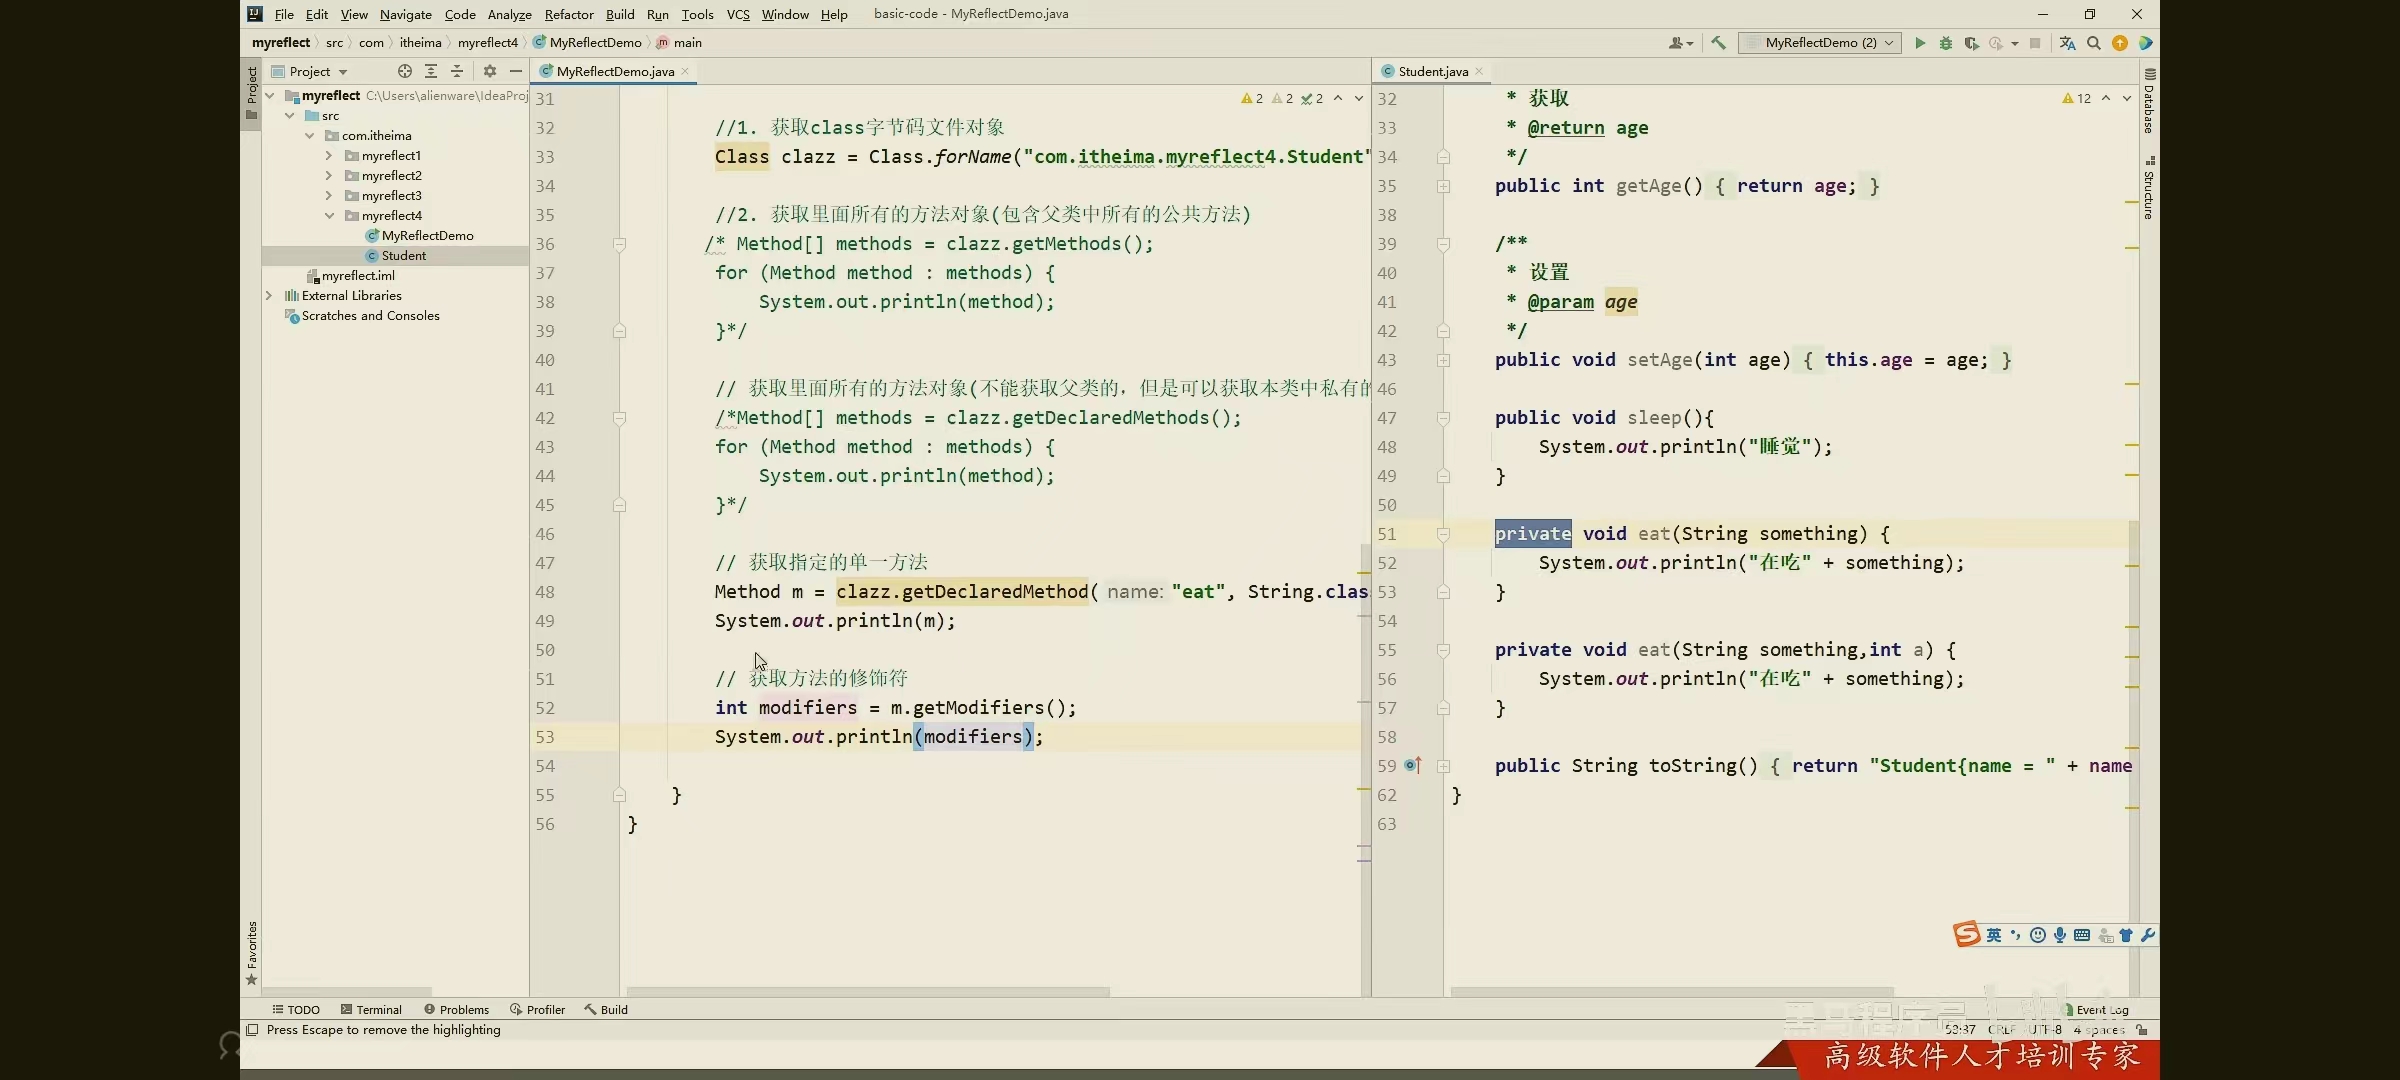 File Edit View Navigate Code Analyze Refactor Build Run Tools VCS Window Help basic-code - MyReflectDemo.java
myreflect src com itheima myreflect4 MyReflectDemo main
MyReflectDemo (2)
Project
Project
myreflect C:\Users\alienware\IdeaProj
src
com.itheima
myreflect1
myreflect2
myreflect3
myreflect4
MyReflectDemo
Student
myreflect.iml
External Libraries
Scratches and Consoles
Favorites
MyReflectDemo.java
2 2 2
31
32 //1. 获取class字节码文件对象
33 Class clazz = Class.forName("com.itheima.myreflect4.Student"
34
35 //2. 获取里面所有的方法对象(包含父类中所有的公共方法)
36 /* Method[] methods = clazz.getMethods();
37 for (Method method : methods) {
38 System.out.println(method);
39 }*/
40
41 // 获取里面所有的方法对象(不能获取父类的，但是可以获取本类中私有的
42 /*Method[] methods = clazz.getDeclaredMethods();
43 for (Method method : methods) {
44 System.out.println(method);
45 }*/
46
47 // 获取指定的单一方法
48 Method m = clazz.getDeclaredMethod( name: "eat", String.clas
49 System.out.println(m);
50
51 // 获取方法的修饰符
52 int modifiers = m.getModifiers();
53 System.out.println(modifiers);
54
55 }
56 }
Student.java
12
32 * 获取
33 * @return age
34 */
35 public int getAge() { return age; }
38
39 /**
40 * 设置
41 * @param age
42 */
43 public void setAge(int age) { this.age = age; }
46
47 public void sleep(){
48 System.out.println("睡觉");
49 }
50
51 private void eat(String something) {
52 System.out.println("在吃" + something);
53 }
54
55 private void eat(String something,int a) {
56 System.out.println("在吃" + something);
57 }
58
59 public String toString() { return "Student{name = " + name
62 }
63
Database
Structure
英
TODO Terminal Problems Profiler Build Event Log
Press Escape to remove the highlighting 53:37 CRLF UTF-8 4 spaces
黑马程序员 bilibili
高级软件人才培训专家